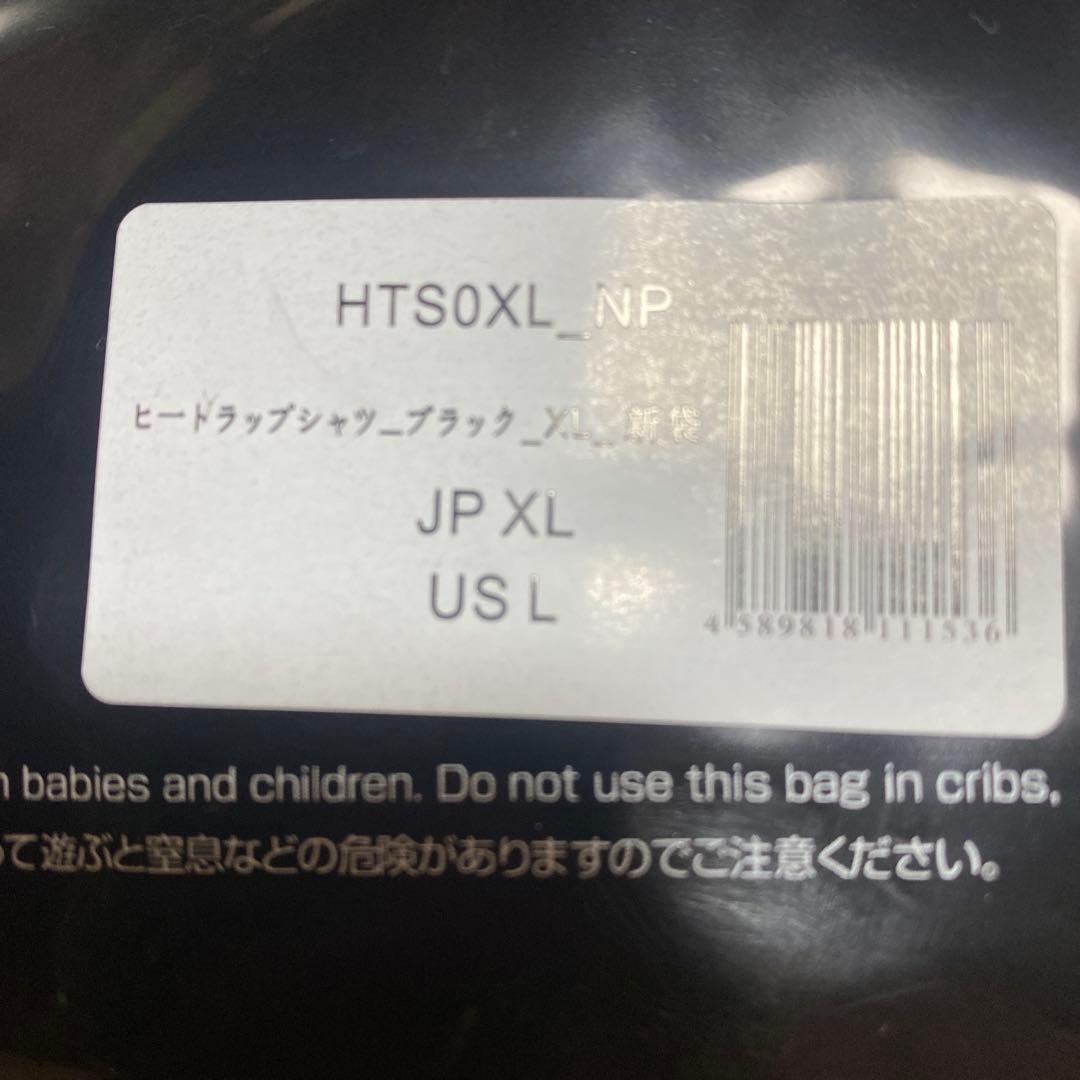 HTS0XL_NP
ヒートラップシャツ_ブラック_XL_新袋
JP XL
US L
4 589818 111536
babies and children. Do not use this bag in cribs,
て遊ぶと窒息などの危険がありますのでご注意ください。